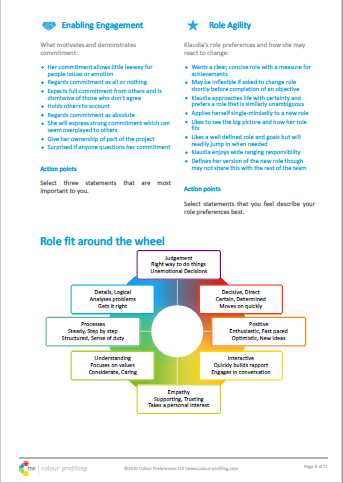 Enabling Engagement
What motivates and demonstrates
commitment:
Her commitment allows little leeway for
people issues or emotion
Regards commitment as all or nothing
Expects full commitment from others and is
dismissive of those who don't agree
Holds others to account
Regards commitment as absolute
She will express strong commitment which can
seem overplayed to others
Give her ownership of part of the project
Surprised if anyone questions her commitment
Action points
Select three statements that are most
important to you.
Role Agility
Klaudia's role preferences and how she may
react to change:
Wants a clear, concise role with a measure for
achievements
May be inflexible if asked to change role
shortly before completion of an objective
Klaudia approaches life with certainty and
prefers a role that is similarly unambiguous
Applies herself single-mindedly to a new role
Likes to see the big picture and how her role
fits
Likes a well defined role and goals but will
readily jump in when needed
Klaudia enjoys wide ranging responsibility
Defines her version of the new role though
may not share this with the rest of the team
Action points
Select statements that you feel describe your
role preferences best.
Role fit around the wheel
Judgement
Right way to do things
Unemotional Decisions
Details, Logical
Analyses problems
Gets it right
Decisive, Direct
Certain, Determined
Moves on quickly
Processes
Steady, Step by step
Structured, Sense of duty
Positive
Enthusiastic, Fast paced
Optimistic, New Ideas
Understanding
Focuses on values
Considerate, Caring
Interactive
Quickly builds rapport
Engages in conversation
Empathy
Supporting, Trusting
Takes a personal interest
me colour profiling
©2020 Colour Preferences Ltd /www.colour-profiling.com
Page 9 of 11